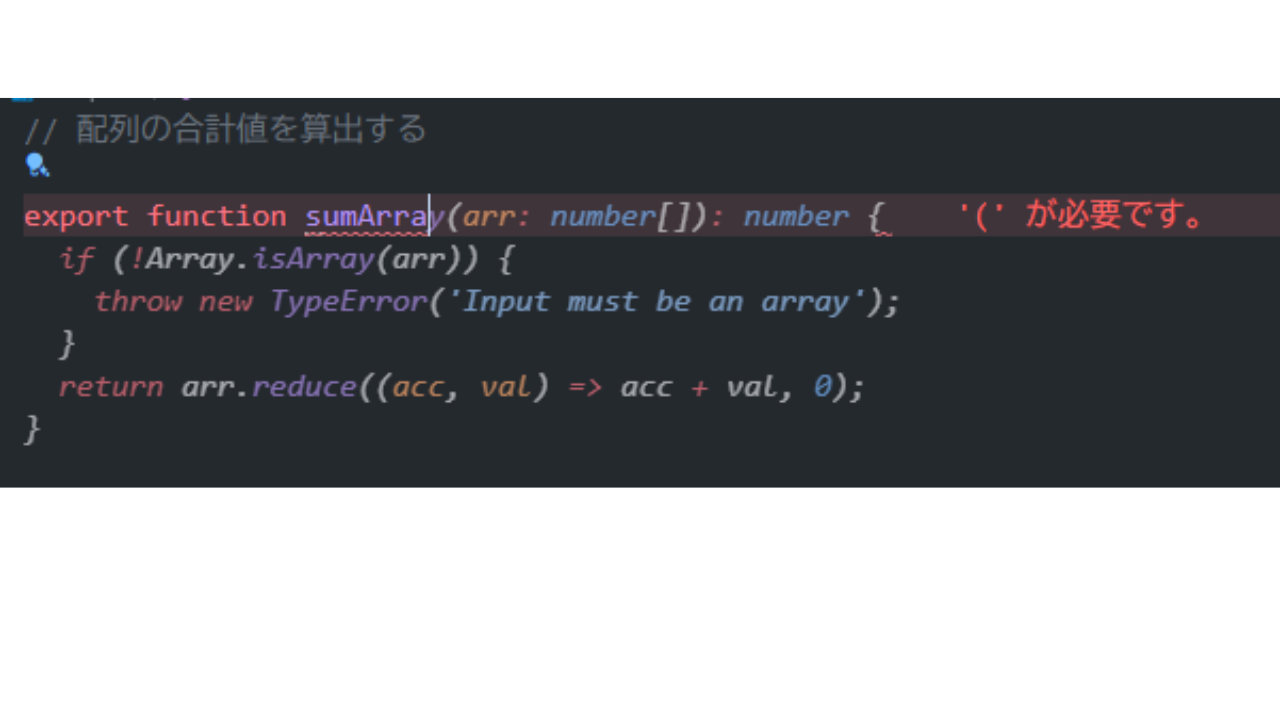 // 配列の合計値を算出する
export function sumArray(arr: number[]): number {    '(' が必要です。
  if (!Array.isArray(arr)) {
    throw new TypeError('Input must be an array');
  }
  return arr.reduce((acc, val) => acc + val, 0);
}